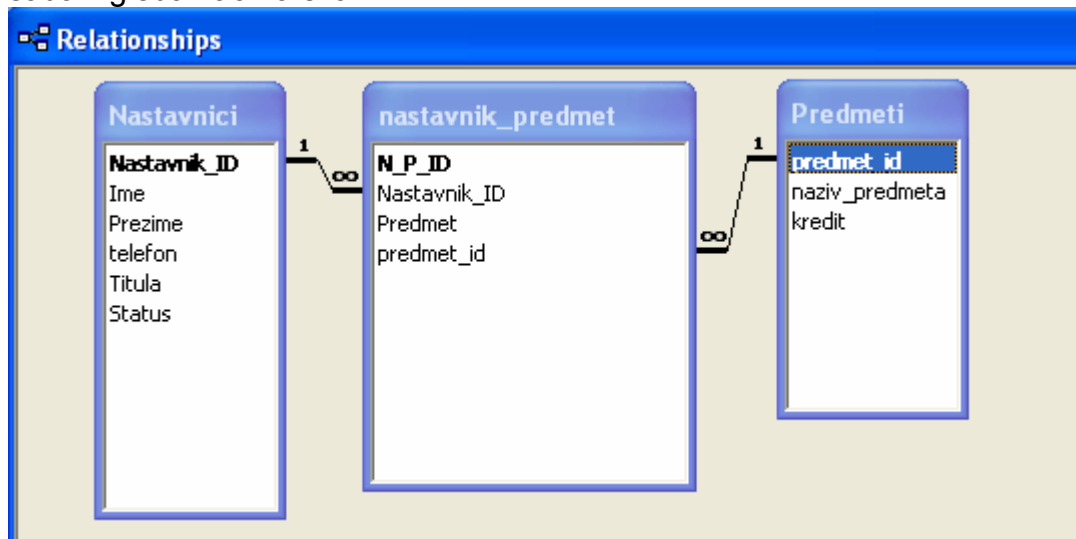 Relationships
Nastavnici
Nastavnik_ID
Ime
Prezime
telefon
Titula
Status
1
∞
nastavnik_predmet
N_P_ID
Nastavnik_ID
Predmet
predmet_id
∞
1
Predmeti
predmet_id
naziv_predmeta
kredit